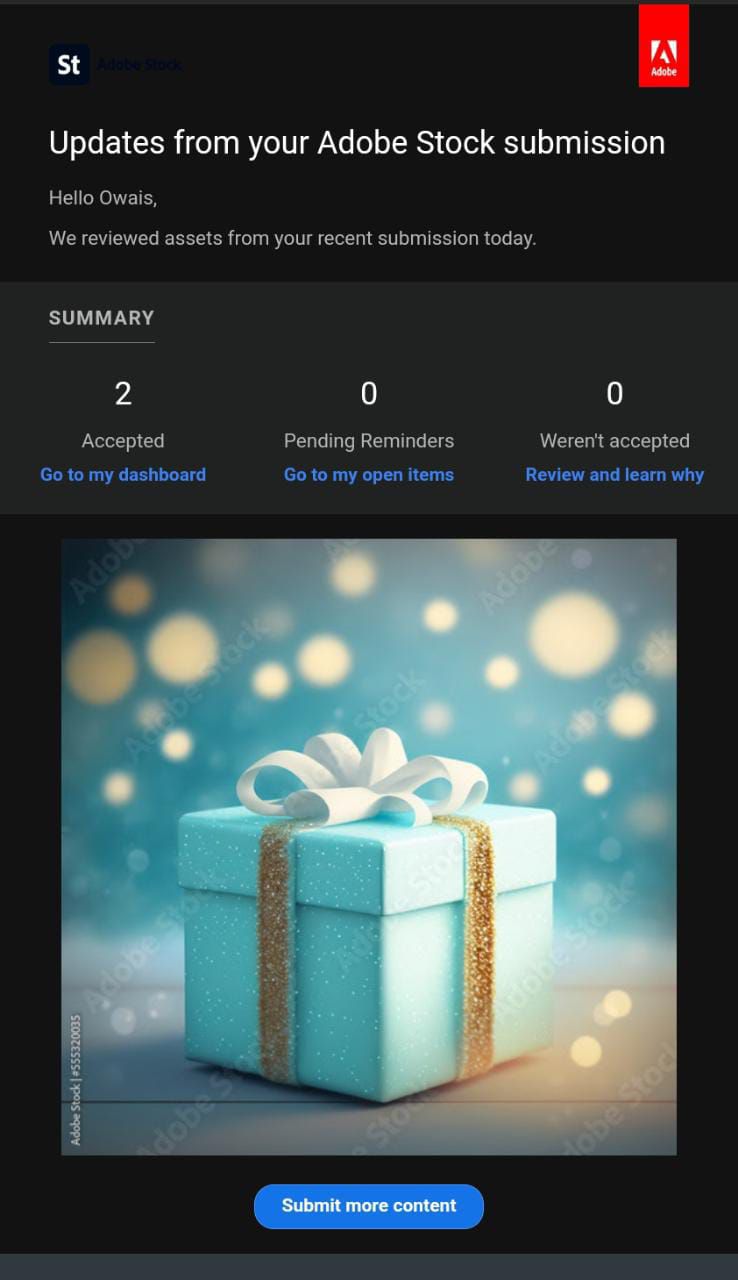 St Adobe Stock
Adobe
Updates from your Adobe Stock submission
Hello Owais,
We reviewed assets from your recent submission today.
SUMMARY
2
0
0
Accepted
Pending Reminders
Weren't accepted
Go to my dashboard
Go to my open items
Review and learn why
Adobe Stock
Adobe Stock | #555320035
Submit more content